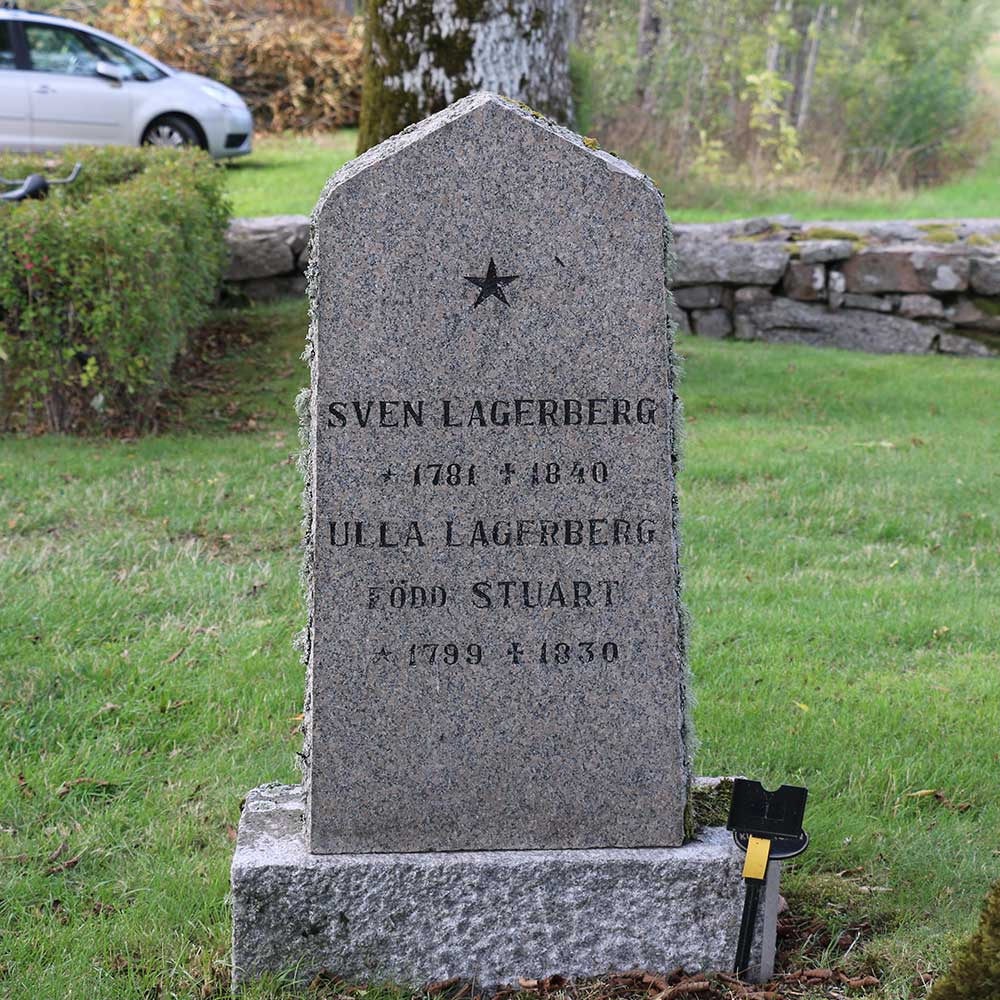 SVEN LAGERBERG
* 1781 ✝ 1840
ULLA LAGERBERG
FÖDD STUART
* 1799 ✝ 1830